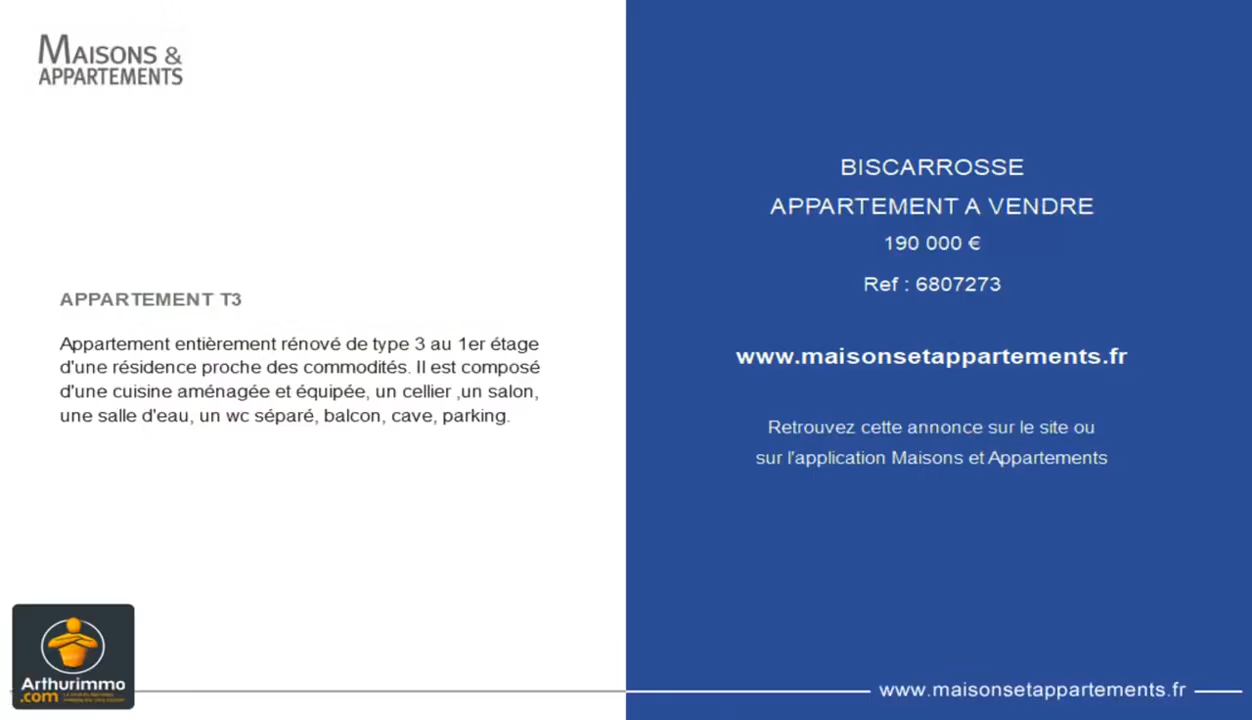 MAISONS &
APPARTEMENTS
APPARTEMENT T3
Appartement entièrement rénové de type 3 au 1er étage
d'une résidence proche des commodités. Il est composé
d'une cuisine aménagée et équipée, un cellier ,un salon,
une salle d'eau, un wc séparé, balcon, cave, parking.
Arthurimmo
.com
BISCARROSSE
APPARTEMENT A VENDRE
190 000 €
Ref : 6807273
www.maisonsetappartements.fr
Retrouvez cette annonce sur le site ou
sur l'application Maisons et Appartements
www.maisonsetappartements.fr